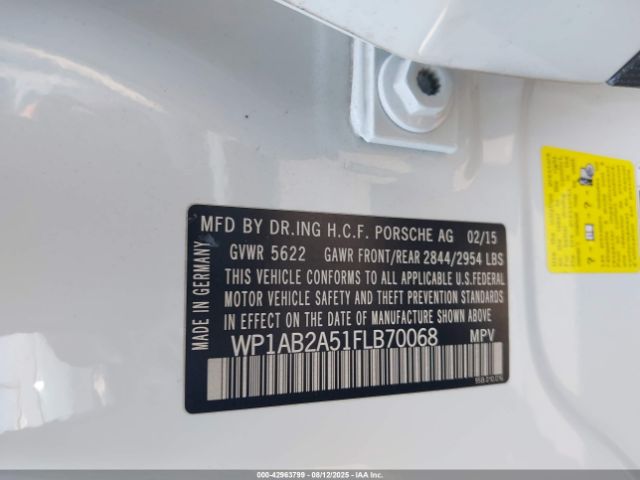 MFD BY DR.ING H.C.F. PORSCHE AG 02/15
GVWR 5622 GAWR FRONT/REAR 2844/2954 LBS
THIS VEHICLE CONFORMS TO ALL APPLICABLE U.S.FEDERAL
MOTOR VEHICLE SAFETY AND THEFT PREVENTION STANDARDS
IN EFFECT ON THE DATE OF MANUFACTURE SHOWN ABOVE
WP1AB2A51FLB70068 MPV
MADE IN GERMANY
000-42963799 - 08/12/2025 - IAAI.com